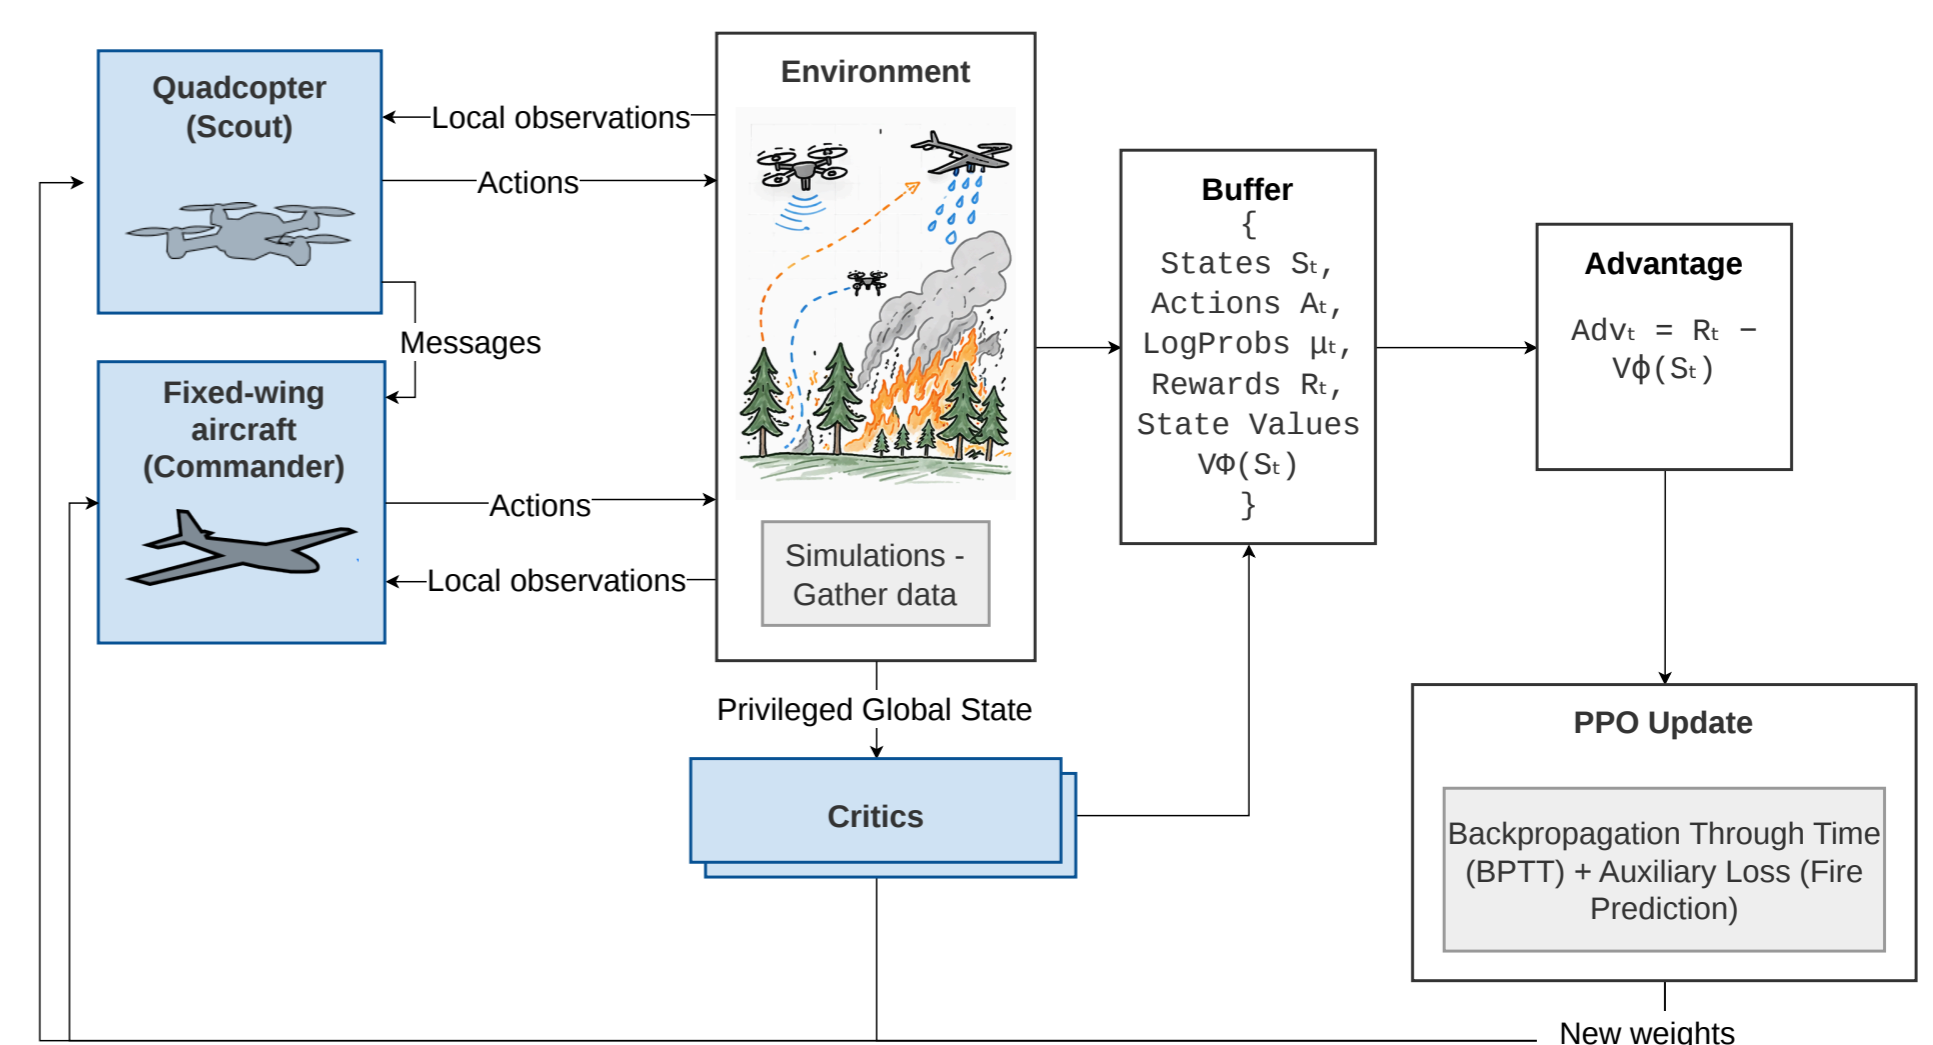 Quadcopter
(Scout)
Local observations
Actions
Messages
Fixed-wing
aircraft
(Commander)
Actions
Local observations
Environment
Simulations -
Gather data
Privileged Global State
Critics
Buffer
{
States Sₜ,
Actions Aₜ,
LogProbs μₜ,
Rewards Rₜ,
State Values
VΦ(Sₜ)
}
Advantage
Advₜ = Rₜ −
Vϕ(Sₜ)
PPO Update
Backpropagation Through Time
(BPTT) + Auxiliary Loss (Fire
Prediction)
New weights